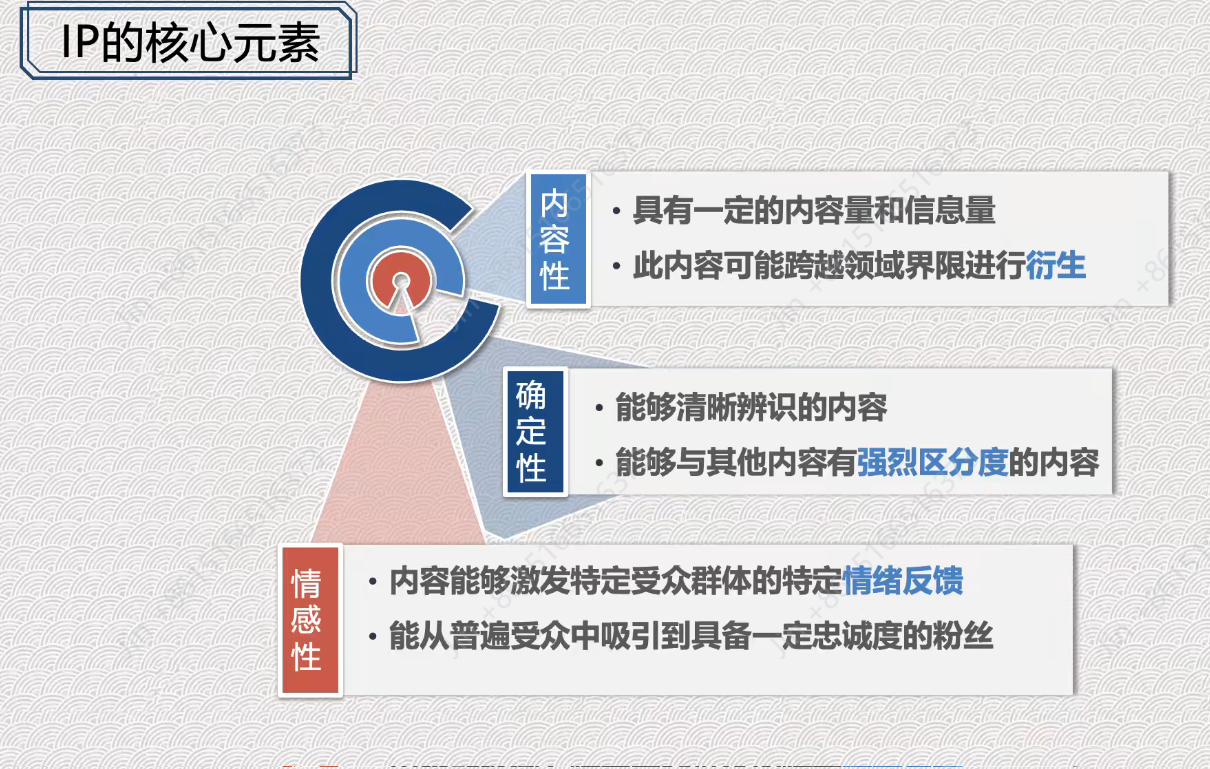 IP的核心元素
内容性
• 具有一定的内容量和信息量
• 此内容可能跨越领域界限进行衍生
确定性
• 能够清晰辨识的内容
• 能够与其他内容有强烈区分度的内容
情感性
• 内容能够激发特定受众群体的特定情绪反馈
• 能从普遍受众中吸引到具备一定忠诚度的粉丝